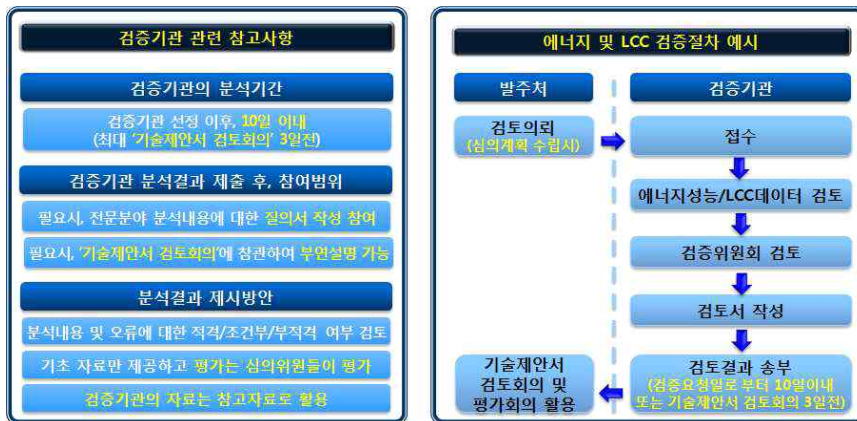 검증기관 관련 참고사항
검증기관의 분석기간
검증기관 선정 이후, 10일 이내
(최대 '기술제안서 검토회의' 3일전)
검증기관 분석결과 제출 후, 참여범위
필요시, 전문분야 분석내용에 대한 질의서 작성 참여
필요시, '기술제안서 검토회의'에 참관하여 부연설명 가능
분석결과 제시방안
분석내용 및 오류에 대한 적격/조건부/부적격 여부 검토
기초 자료만 제공하고 평가는 심의위원들이 평가
검증기관의 자료는 참고자료로 활용
에너지 및 LCC 검증절차 예시
발주처
검증기관
검토의뢰
(심의계획 수립시)
접수
에너지성능/LCC데이터 검토
검증위원회 검토
검토서 작성
기술제안서
검토회의 및
평가회의 활용
검토결과 송부
(검증요청일로 부터 10일이내
또는 기술제안서 검토회의 3일전)